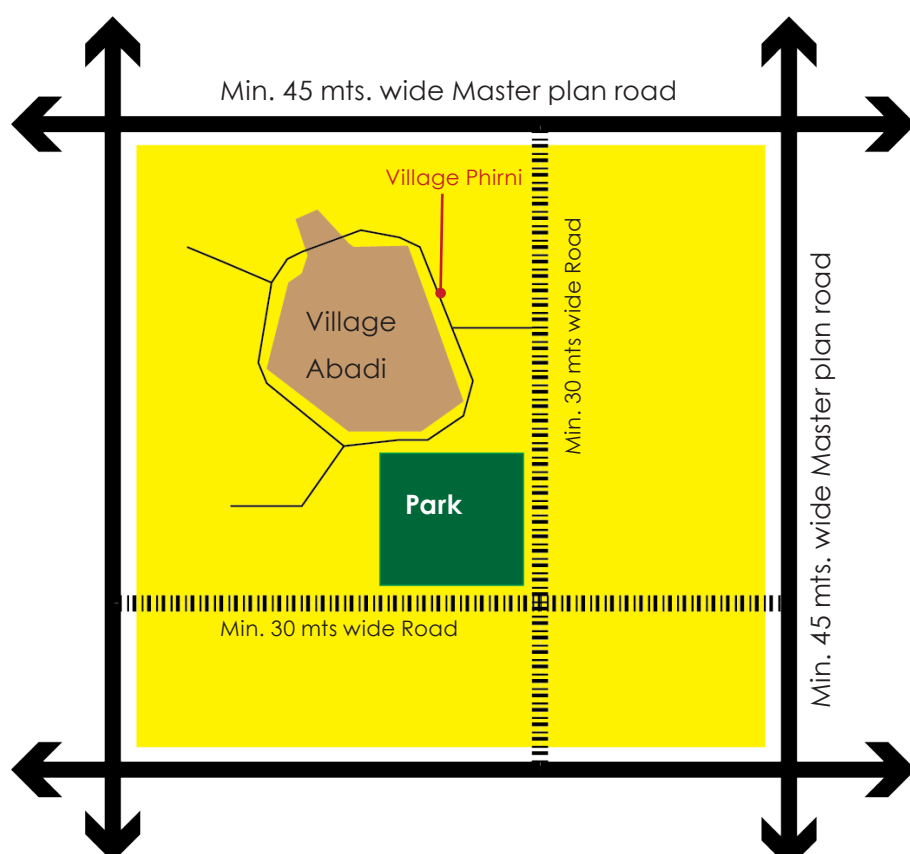 Min. 45 mts. wide Master plan road
Village Phirni
Min. 30 mts wide Road
Village
Abadi
Min. 45 mts. wide Master plan road
Park
Min. 30 mts wide Road